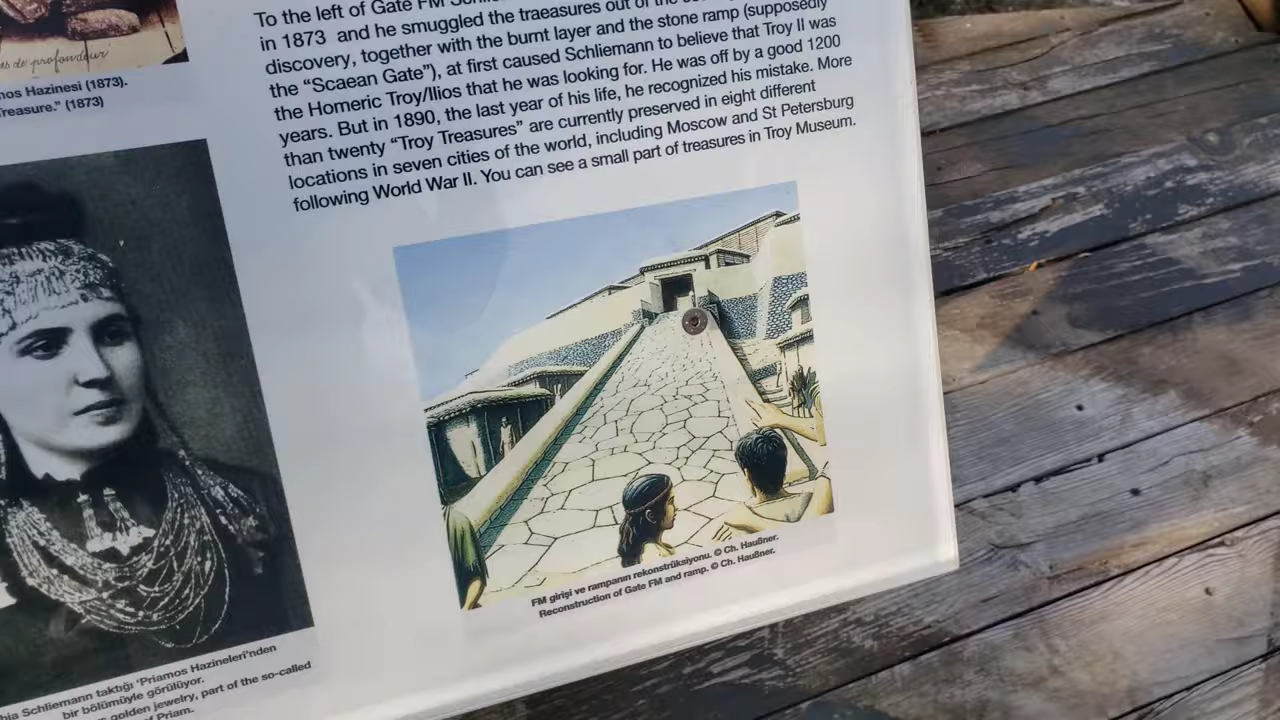 es de profondeur
mos Hazinesi (1873).
Treasure." (1873)
To the left of Gate FM
in 1873 and he smuggled the traeasures out of
discovery, together with the burnt layer and the stone ramp (supposedly
the “Scaean Gate”), at first caused Schliemann to believe that Troy II was
the Homeric Troy/Ilios that he was looking for. He was off by a good 1200
years. But in 1890, the last year of his life, he recognized his mistake. More
than twenty “Troy Treasures” are currently preserved in eight different
locations in seven cities of the world, including Moscow and St Petersburg
following World War II. You can see a small part of treasures in Troy Museum.
FM girişi ve rampanın rekonstrüksiyonu. © Ch. Haußner.
Reconstruction of Gate FM and ramp. © Ch. Haußner.
Schliemann taktığı ‘Priamos Hazineleri’nden
bir bölümüyle görülüyor.
golden jewelry, part of the so-called
of Priam.